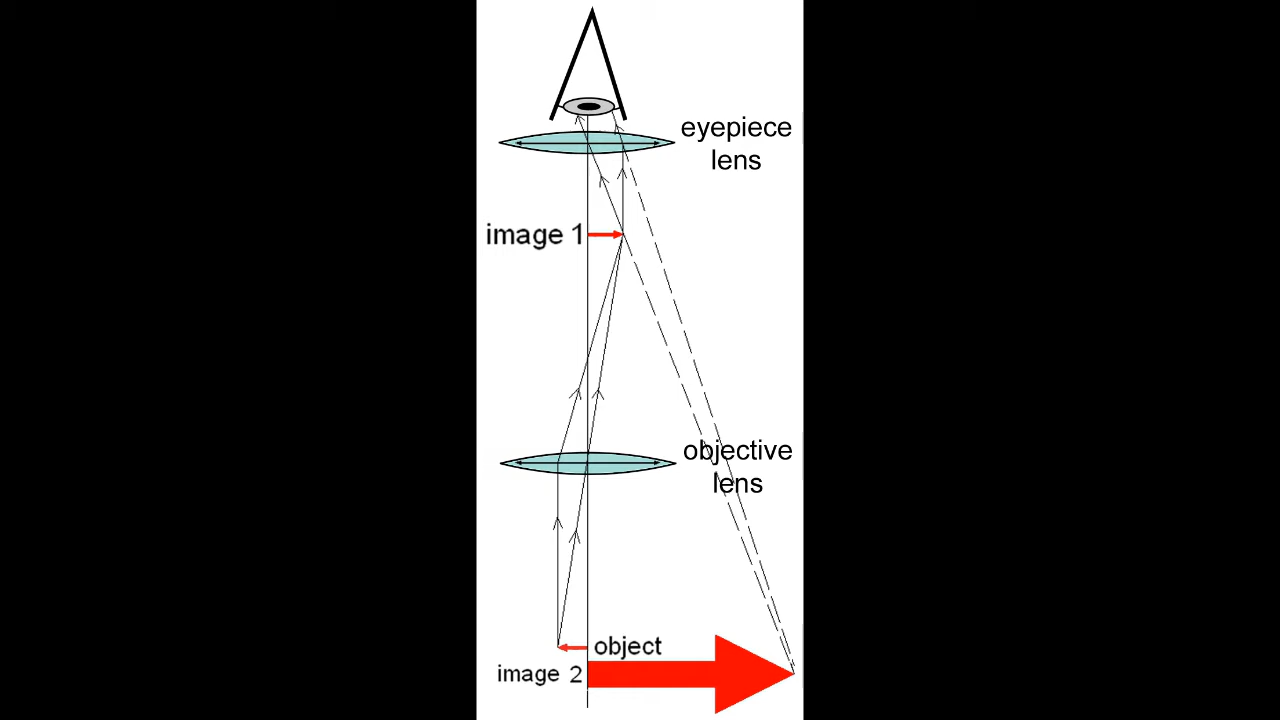 eyepiece
lens
image 1
objective
lens
object
image 2